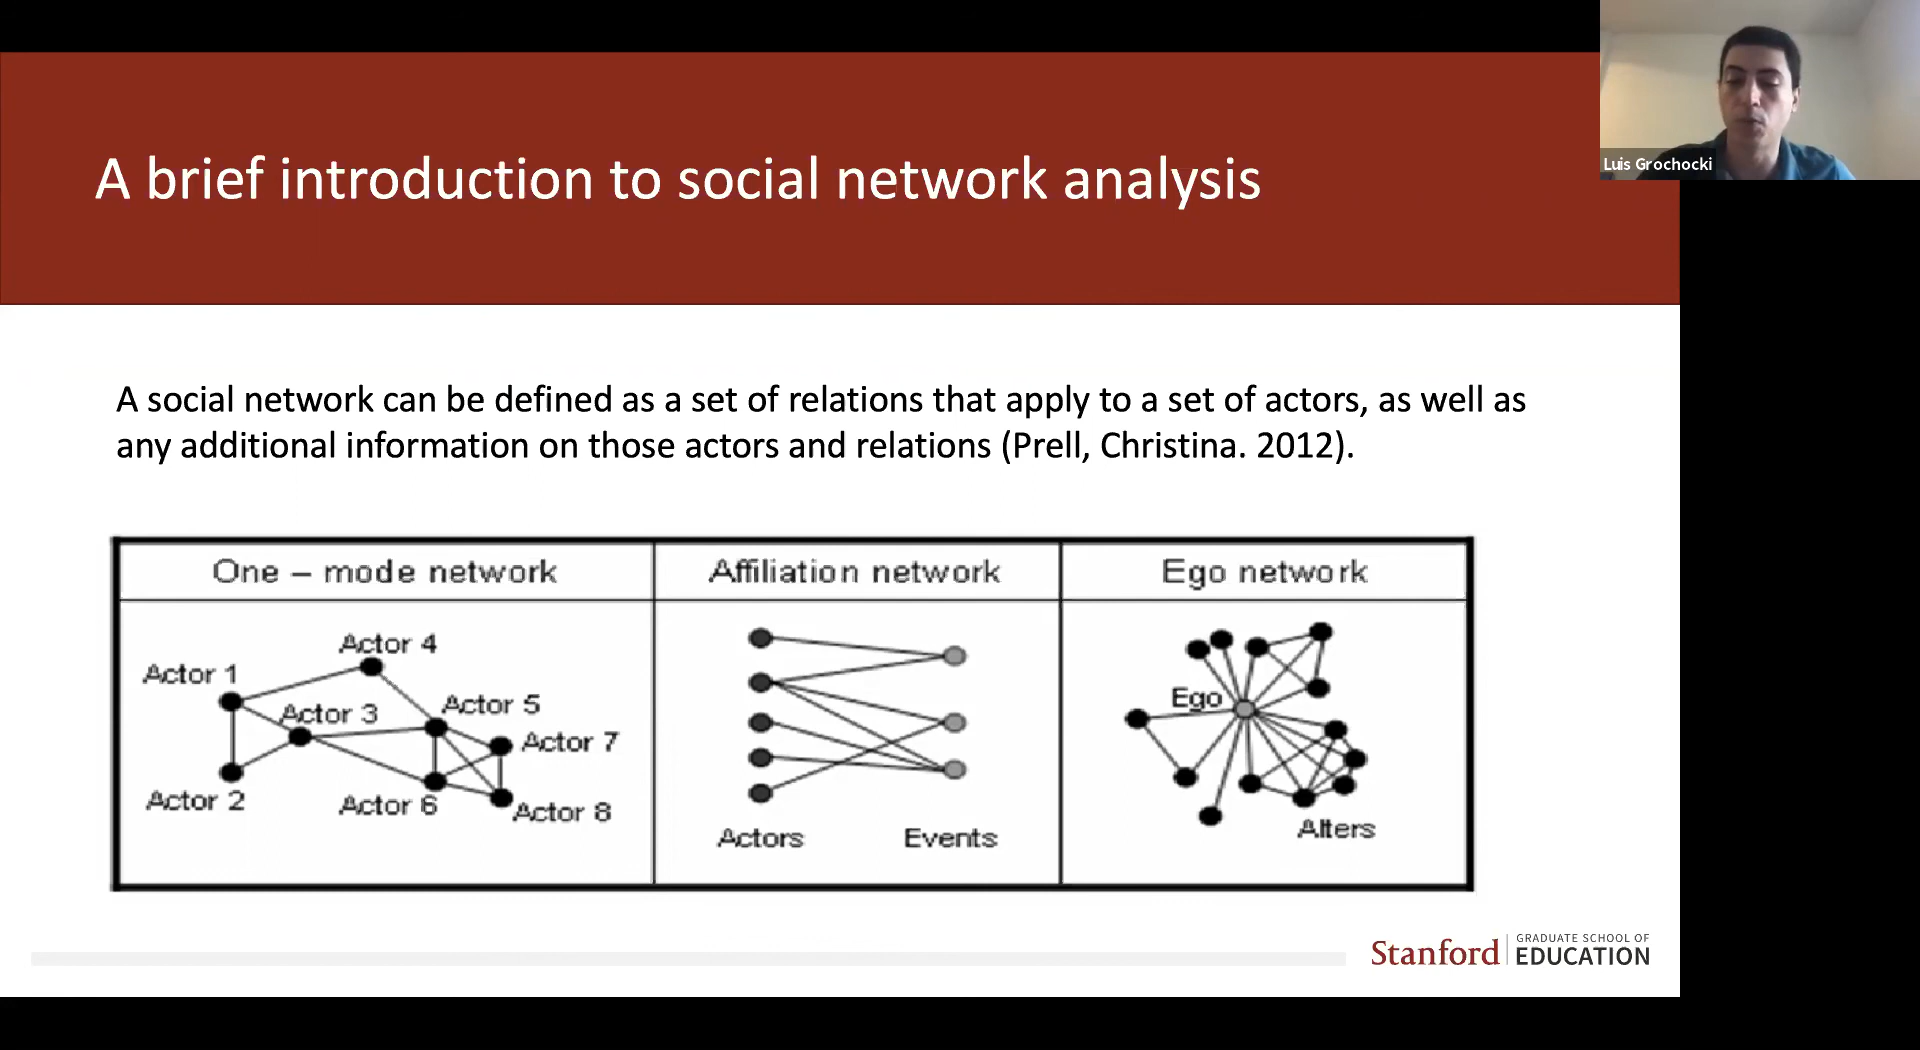 A brief introduction to social network analysis
Luis Grochocki
A social network can be defined as a set of relations that apply to a set of actors, as well as
any additional information on those actors and relations (Prell, Christina. 2012).
One – mode network
Affiliation network
Ego network
Actor 4
Actor 1
Actor 3
Actor 5
Actor 7
Actor 2
Actor 6
Actor 8
Actors
Events
Ego
Alters
Stanford
GRADUATE SCHOOL OF
EDUCATION